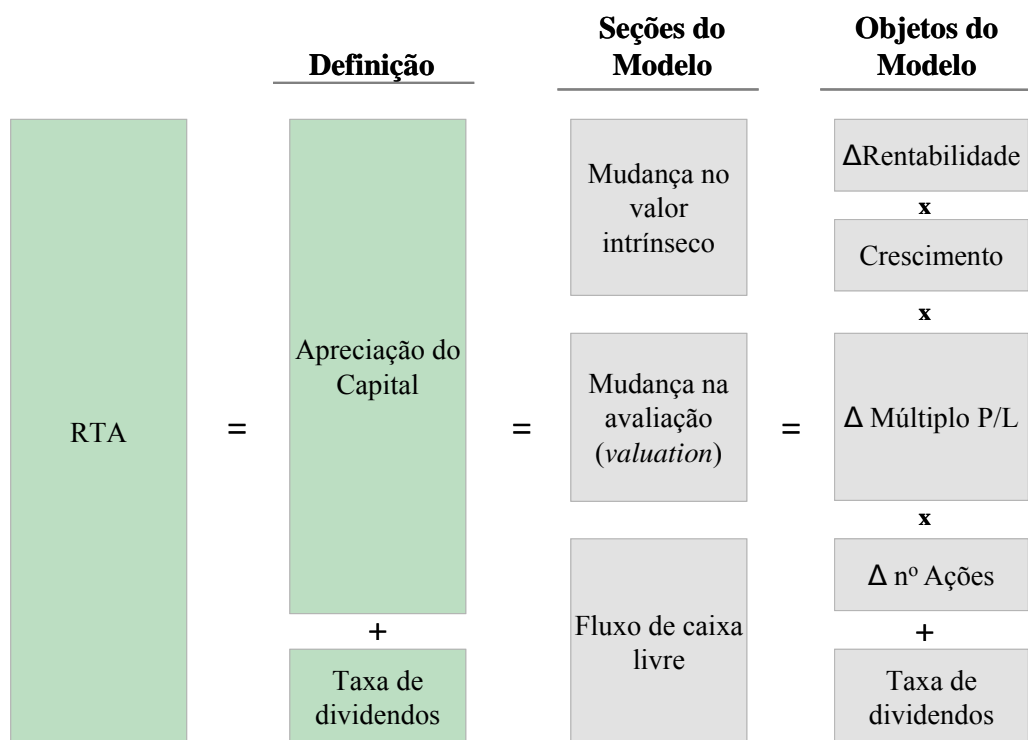 Definição
Seções do
Modelo
Objetos do
Modelo
RTA
=
Apreciação do
Capital
+
Taxa de
dividendos
=
Mudança no
valor
intrínseco
Mudança na
avaliação
(valuation)
Fluxo de caixa
livre
=
ΔRentabilidade
x
Crescimento
x
Δ Múltiplo P/L
x
Δ nº Ações
+
Taxa de
dividendos